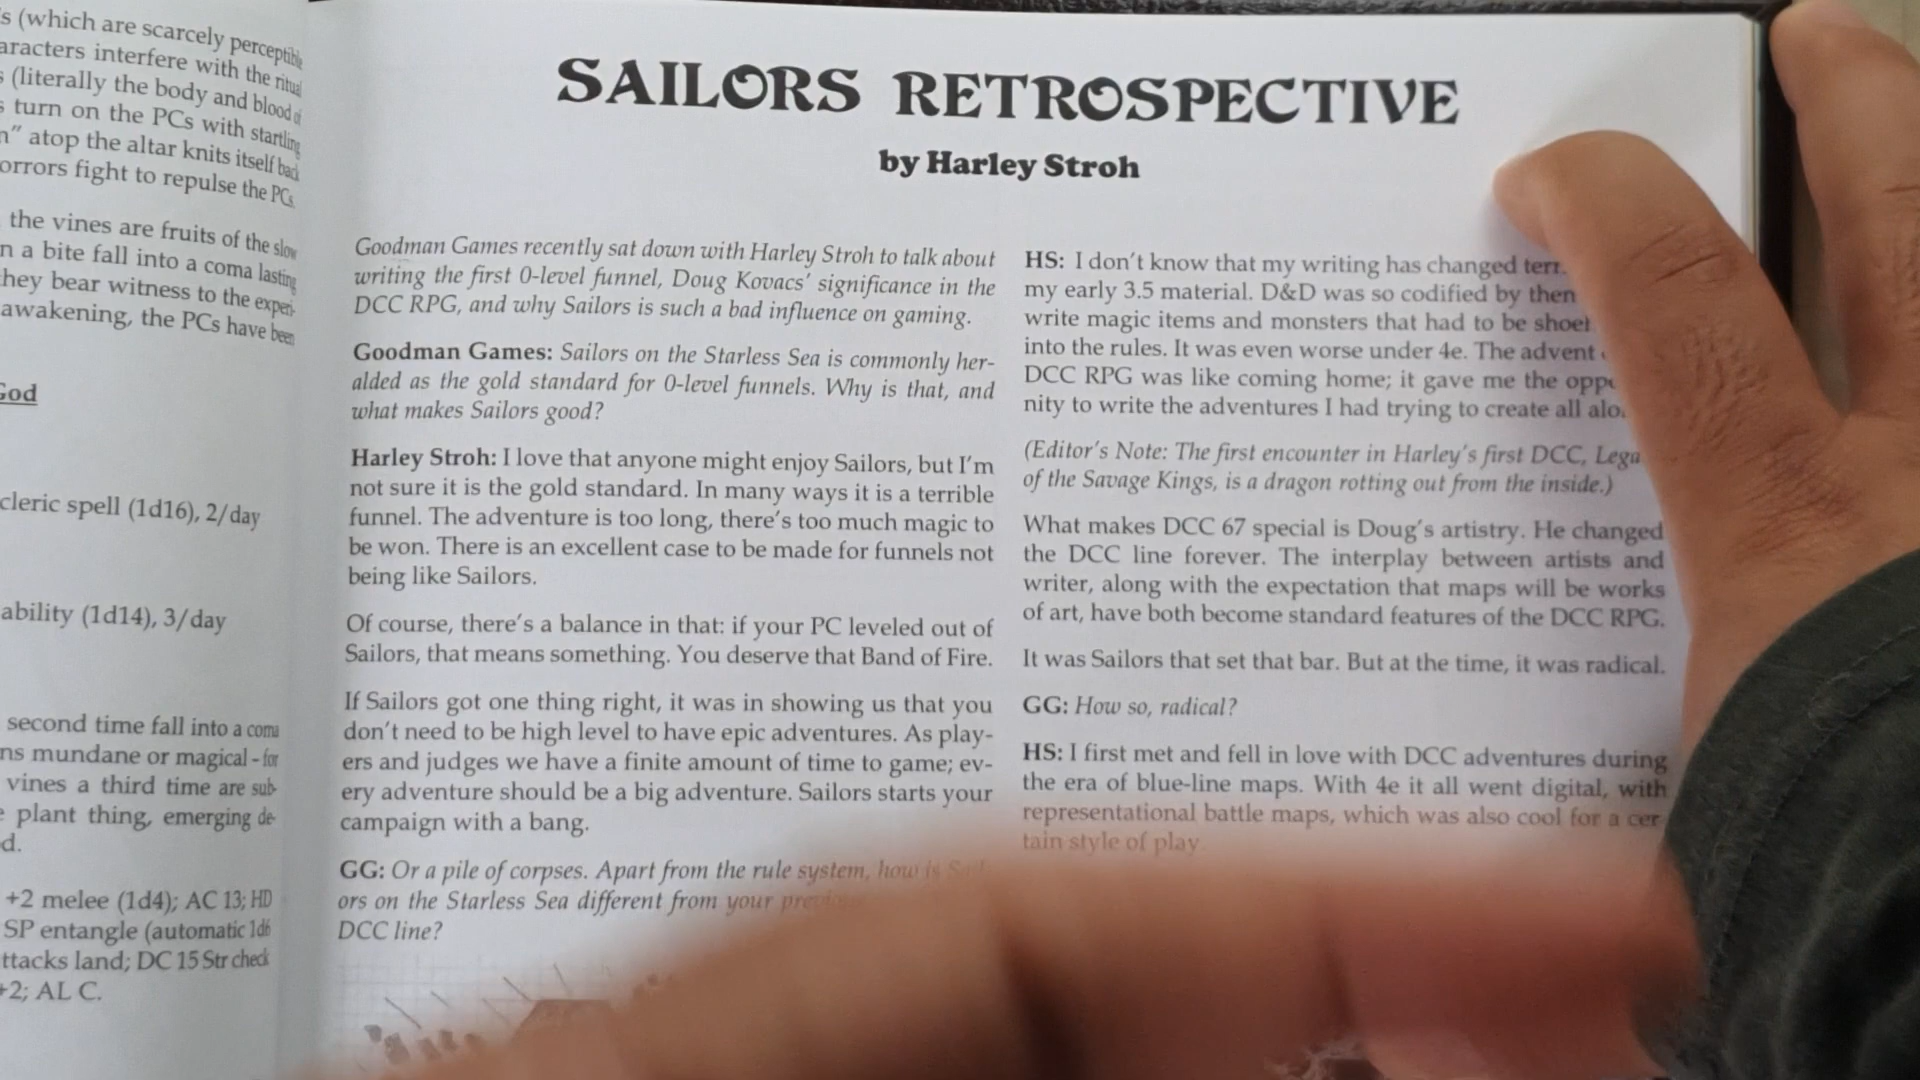 s (which are scarcely perceptible
aracters interfere with the ritual
s (literally the body and blood of
s turn on the PCs with startling
n" atop the altar knits itself back
orrors fight to repulse the PCs.
the vines are fruits of the slow
n a bite fall into a coma lasting
they bear witness to the experi-
awakening, the PCs have been
God
cleric spell (1d16), 2/day
ability (1d14), 3/day
second time fall into a coma
ns mundane or magical - for
vines a third time are sub-
e plant thing, emerging de-
d.
+2 melee (1d4); AC 13; HD
SP entangle (automatic 1d6
ttacks land; DC 15 Str check
+2; AL C.
SAILORS RETROSPECTIVE
by Harley Stroh
Goodman Games recently sat down with Harley Stroh to talk about
writing the first 0-level funnel, Doug Kovacs' significance in the
DCC RPG, and why Sailors is such a bad influence on gaming.
Goodman Games: Sailors on the Starless Sea is commonly her-
alded as the gold standard for 0-level funnels. Why is that, and
what makes Sailors good?
Harley Stroh: I love that anyone might enjoy Sailors, but I'm
not sure it is the gold standard. In many ways it is a terrible
funnel. The adventure is too long, there's too much magic to
be won. There is an excellent case to be made for funnels not
being like Sailors.
Of course, there's a balance in that: if your PC leveled out of
Sailors, that means something. You deserve that Band of Fire.
If Sailors got one thing right, it was in showing us that you
don't need to be high level to have epic adventures. As play-
ers and judges we have a finite amount of time to game; ev-
ery adventure should be a big adventure. Sailors starts your
campaign with a bang.
GG: Or a pile of corpses. Apart from the rule system, how is Sail-
ors on the Starless Sea different from your
DCC line?
HS: I don't know that my writing has changed
my early 3.5 material. D&D was so codified by then
write magic items and monsters that had to be
into the rules. It was even worse under 4e. The advent
DCC RPG was like coming home; it gave me the
nity to write the adventures I had trying to create all
(Editor's Note: The first encounter in Harley's first DCC,
of the Savage Kings, is a dragon rotting out from the inside.)
What makes DCC 67 special is Doug's artistry. He changed
the DCC line forever. The interplay between artists and
writer, along with the expectation that maps will be works
of art, have both become standard features of the DCC RPG.
It was Sailors that set that bar. But at the time, it was radical.
GG: How so, radical?
HS: I first met and fell in love with DCC adventures during
the era of blue-line maps. With 4e it all went digital, with
representational battle maps, which was also cool for a cer-
tain style of play.